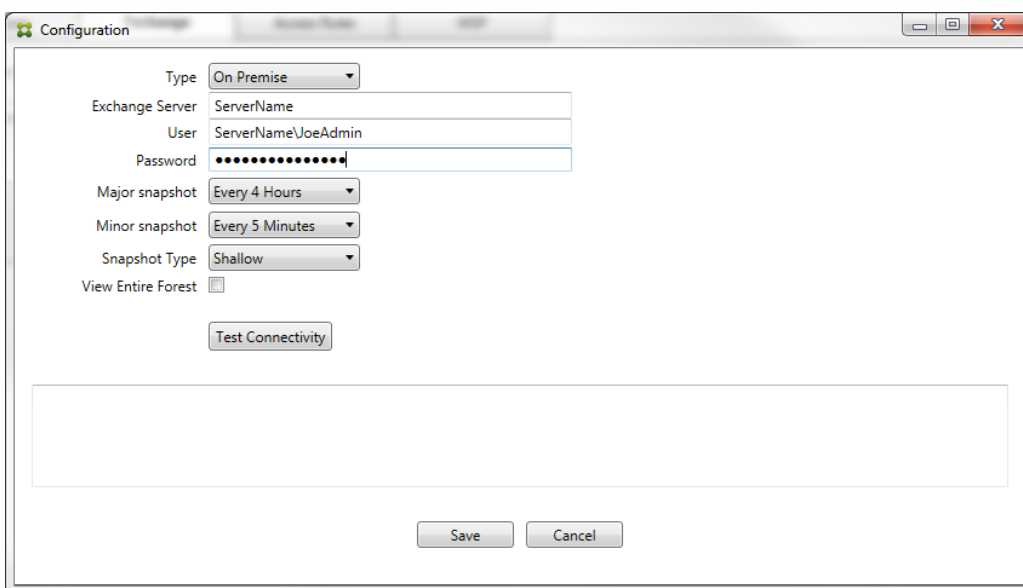 Configuration
Type On Premise
Exchange Server ServerName
User ServerName\JoeAdmin
Password •••••••••••••••
Major snapshot Every 4 Hours
Minor snapshot Every 5 Minutes
Snapshot Type Shallow
View Entire Forest
Test Connectivity
Save Cancel